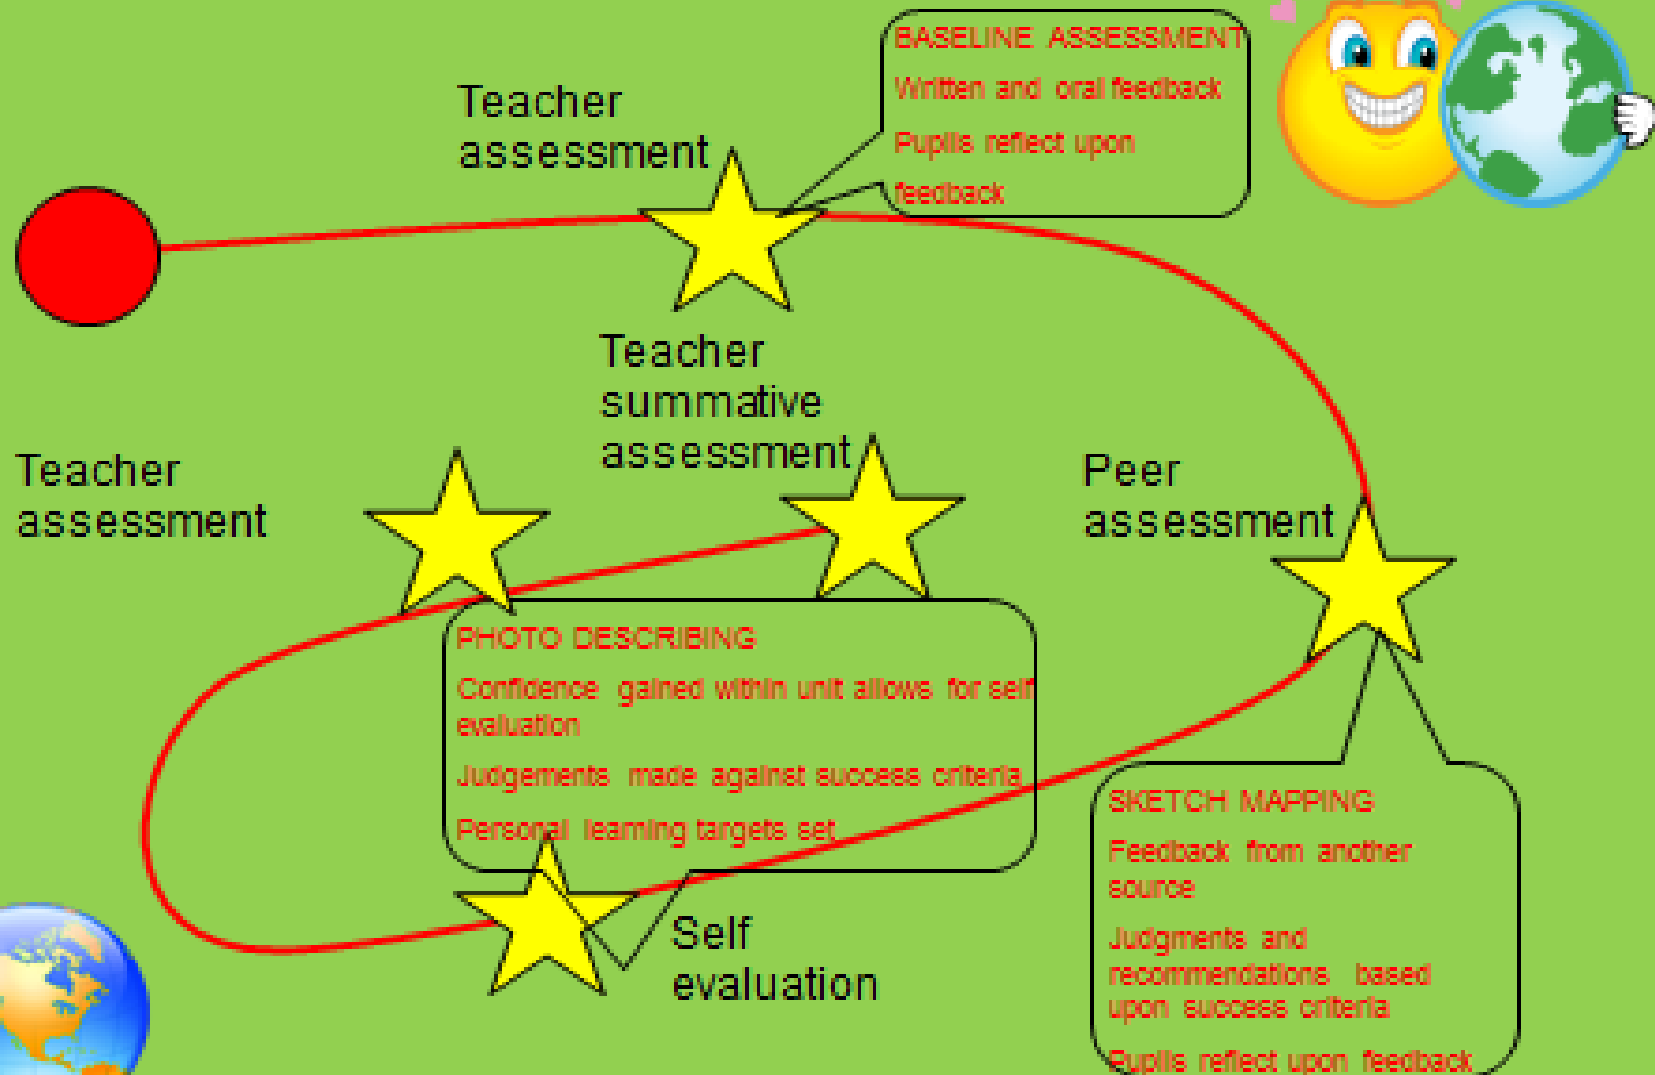 Teacher
assessment
BASELINE ASSESSMENT
Written and oral feedback
Pupils reflect upon
feedback
Teacher
summative
assessment
Teacher
assessment
Peer
assessment
PHOTO DESCRIBING
Confidence gained within unit allows for self
evaluation
Judgements made against success criteria
Personal learning targets set
Self
evaluation
SKETCH MAPPING
Feedback from another
source
Judgments and
recommendations based
upon success criteria
Pupils reflect upon feedback